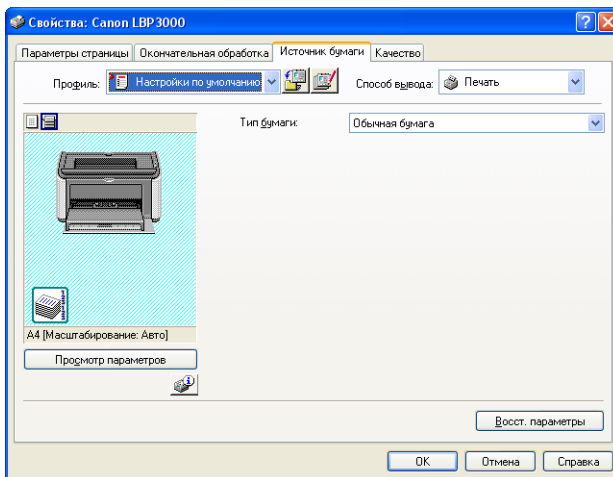 Свойства: Canon LBP3000
Параметры страницы Окончательная обработка Источник бумаги Качество
Профиль: Настройки по умолчанию Способ вывода: Печать
Тип бумаги: Обычная бумага
A4 [Масштабирование: Авто]
Просмотр параметров
Восст. параметры
OK Отмена Справка